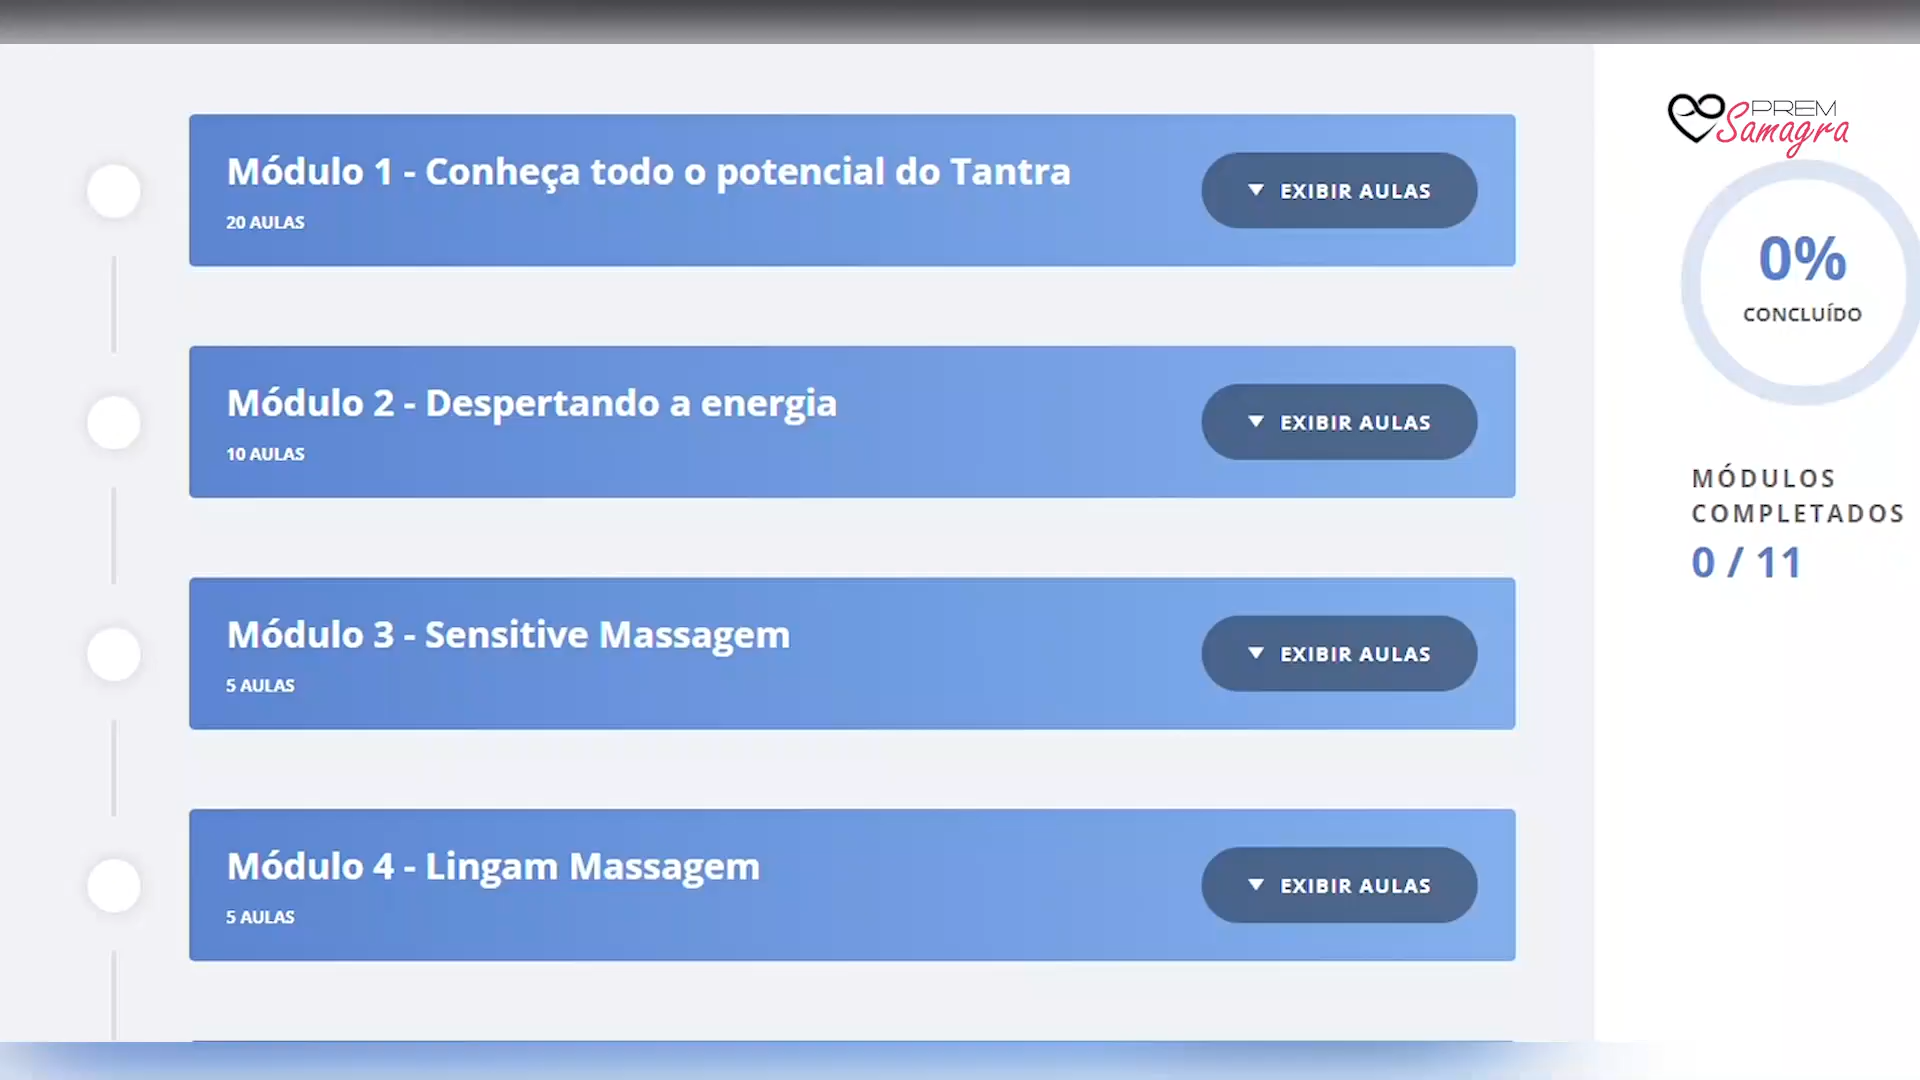 Módulo 1 - Conheça todo o potencial do Tantra
20 AULAS
EXIBIR AULAS
Módulo 2 - Despertando a energia
10 AULAS
EXIBIR AULAS
Módulo 3 - Sensitive Massagem
5 AULAS
EXIBIR AULAS
Módulo 4 - Lingam Massagem
5 AULAS
EXIBIR AULAS
PREM
Samagra
0%
CONCLUÍDO
MÓDULOS
COMPLETADOS
0 / 11